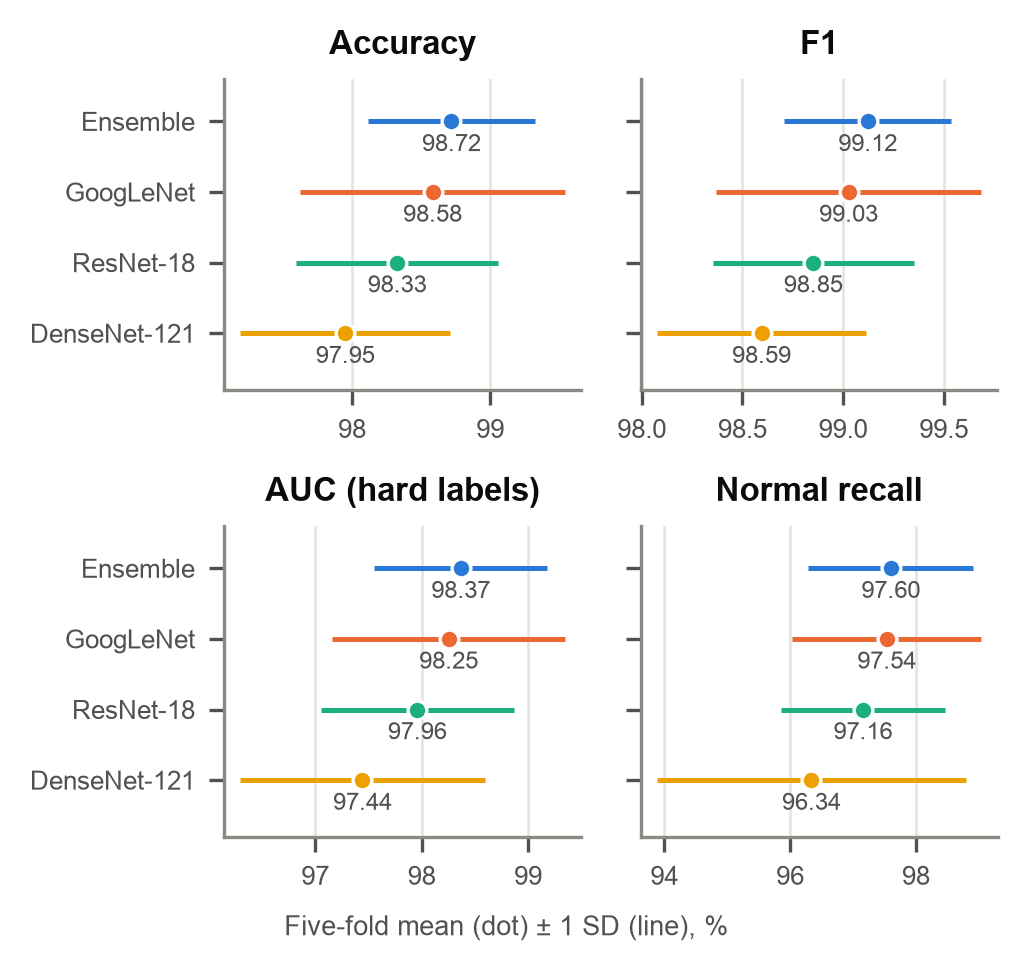 Accuracy
F1
Ensemble
98.72
99.12
GoogLeNet
98.58
99.03
ResNet-18
98.33
98.85
DenseNet-121
97.95
98.59
98 99
98.0 98.5 99.0 99.5
AUC (hard labels)
Normal recall
Ensemble
98.37
97.60
GoogLeNet
98.25
97.54
ResNet-18
97.96
97.16
DenseNet-121
97.44
96.34
97 98 99
94 96 98
Five-fold mean (dot) ± 1 SD (line), %